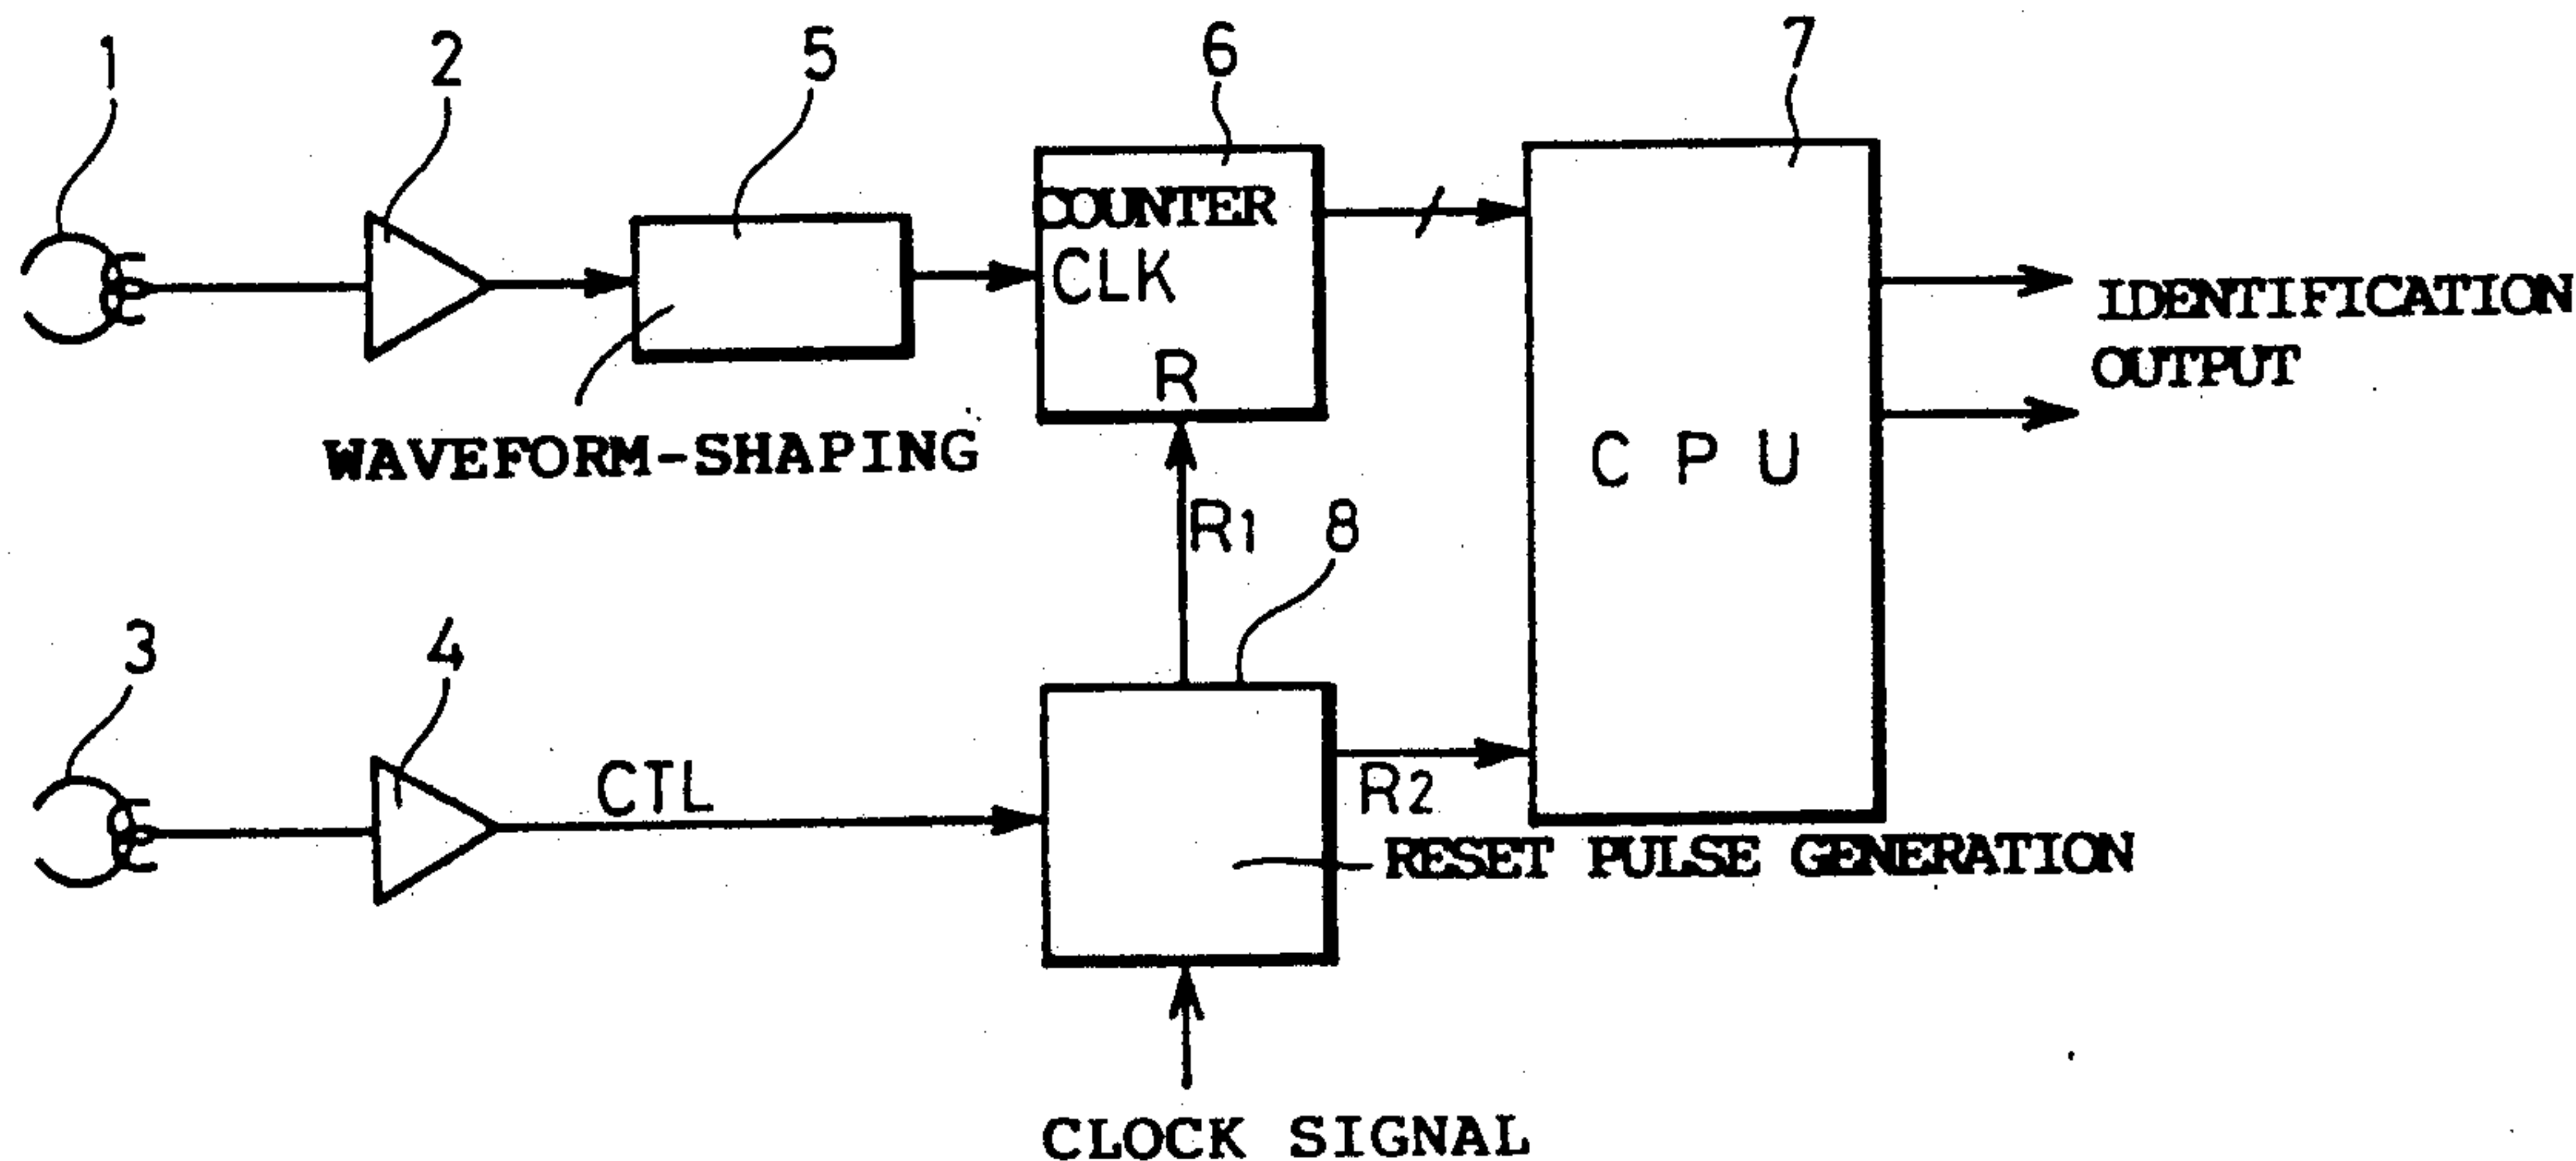 1
2
5
6
7
COUNTER
CLK
R
IDENTIFICATION
OUTPUT
WAVEFORM-SHAPING
CPU
R1
8
3
4
CTL
R2
RESET PULSE GENERATION
CLOCK SIGNAL